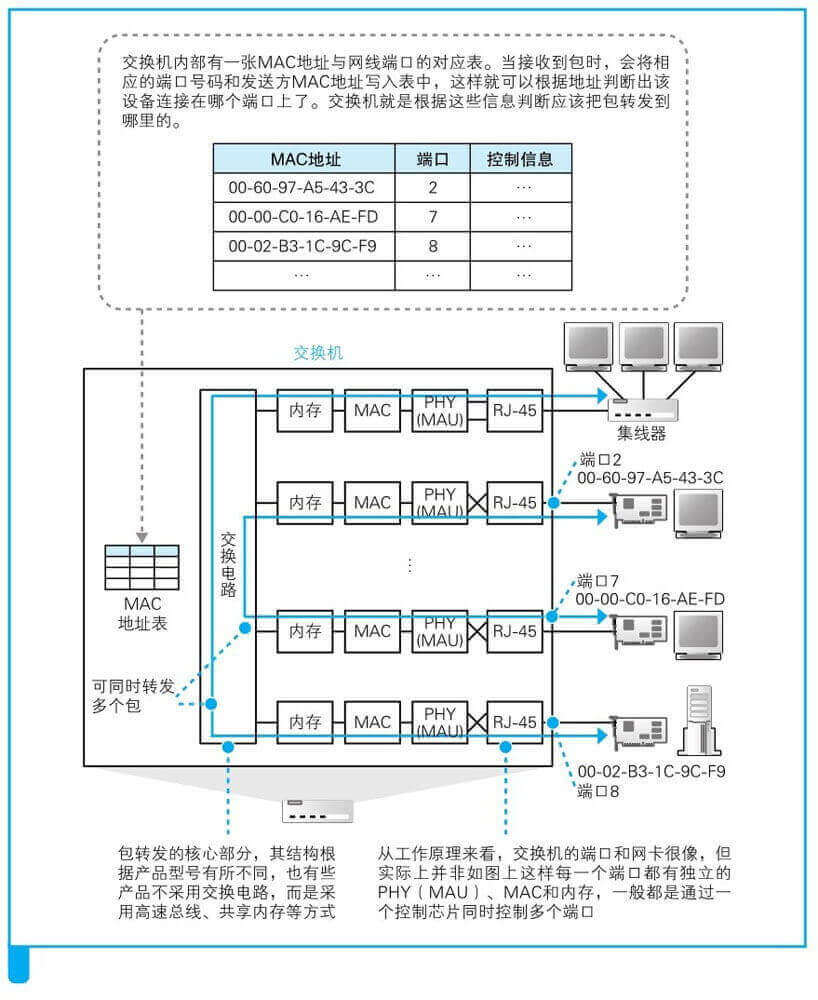 交换机内部有一张MAC地址与网线端口的对应表。当接收到包时，会将相
应的端口号码和发送方MAC地址写入表中，这样就可以根据地址判断出该
设备连接在哪个端口上了。交换机就是根据这些信息判断应该把包转发到
哪里的。
MAC地址 端口 控制信息
00-60-97-A5-43-3C 2 …
00-00-C0-16-AE-FD 7 …
00-02-B3-1C-9C-F9 8 …
… … …
交换机
内存 MAC PHY (MAU) RJ-45
集线器
端口2
00-60-97-A5-43-3C
内存 MAC PHY (MAU) RJ-45
交换电路
…
MAC
地址表
端口7
00-00-C0-16-AE-FD
内存 MAC PHY (MAU) RJ-45
可同时转发
多个包
内存 MAC PHY (MAU) RJ-45
00-02-B3-1C-9C-F9
端口8
包转发的核心部分，其结构根
据产品型号有所不同，也有些
产品不采用交换电路，而是采
用高速总线、共享内存等方式
从工作原理来看，交换机的端口和网卡很像，但
实际上并非如图上这样每一个端口都有独立的
PHY（MAU）、MAC和内存，一般都是通过一
个控制芯片同时控制多个端口